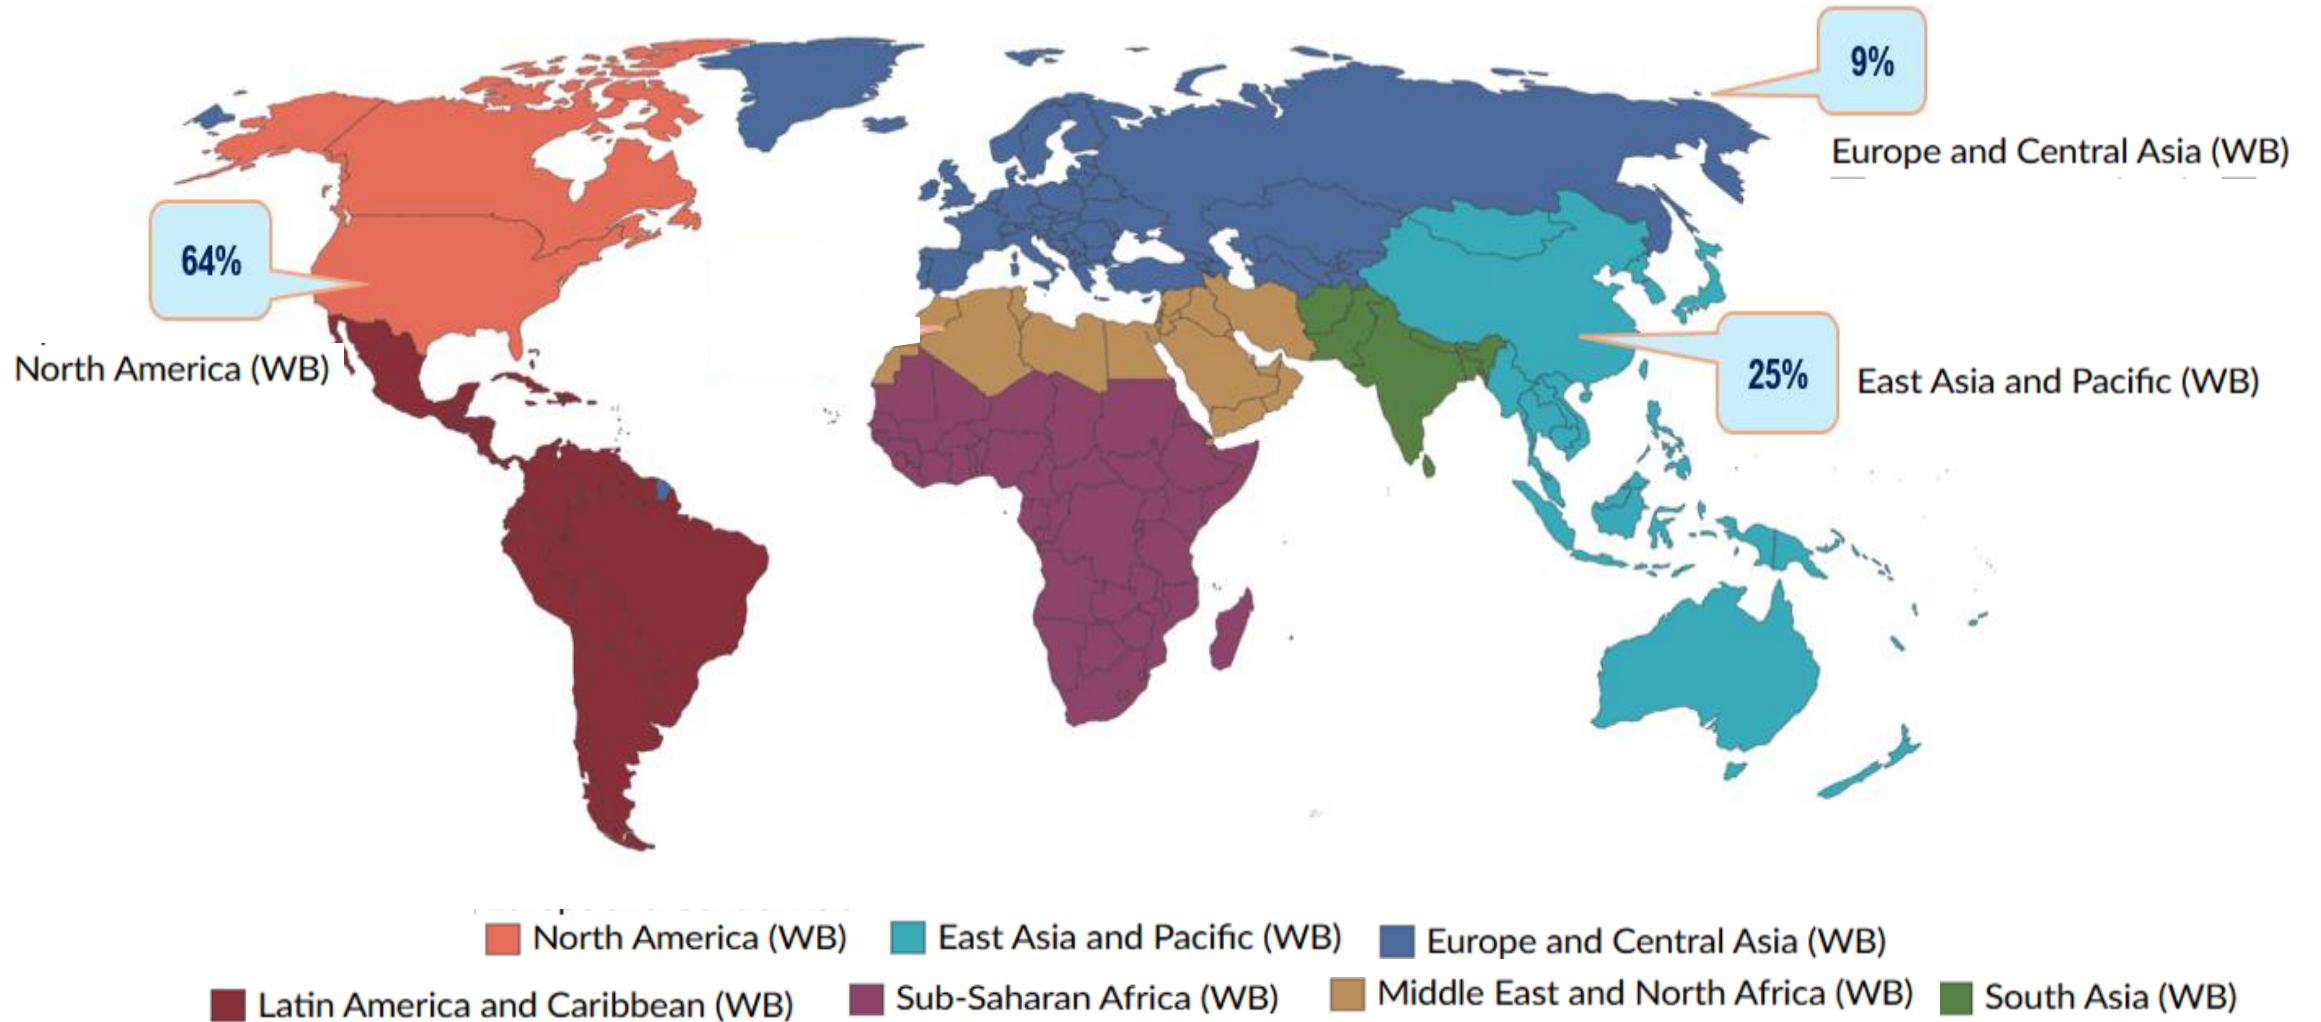 9%
Europe and Central Asia (WB)
64%
North America (WB)
25%
East Asia and Pacific (WB)
North America (WB)
East Asia and Pacific (WB)
Europe and Central Asia (WB)
Latin America and Caribbean (WB)
Sub-Saharan Africa (WB)
Middle East and North Africa (WB)
South Asia (WB)